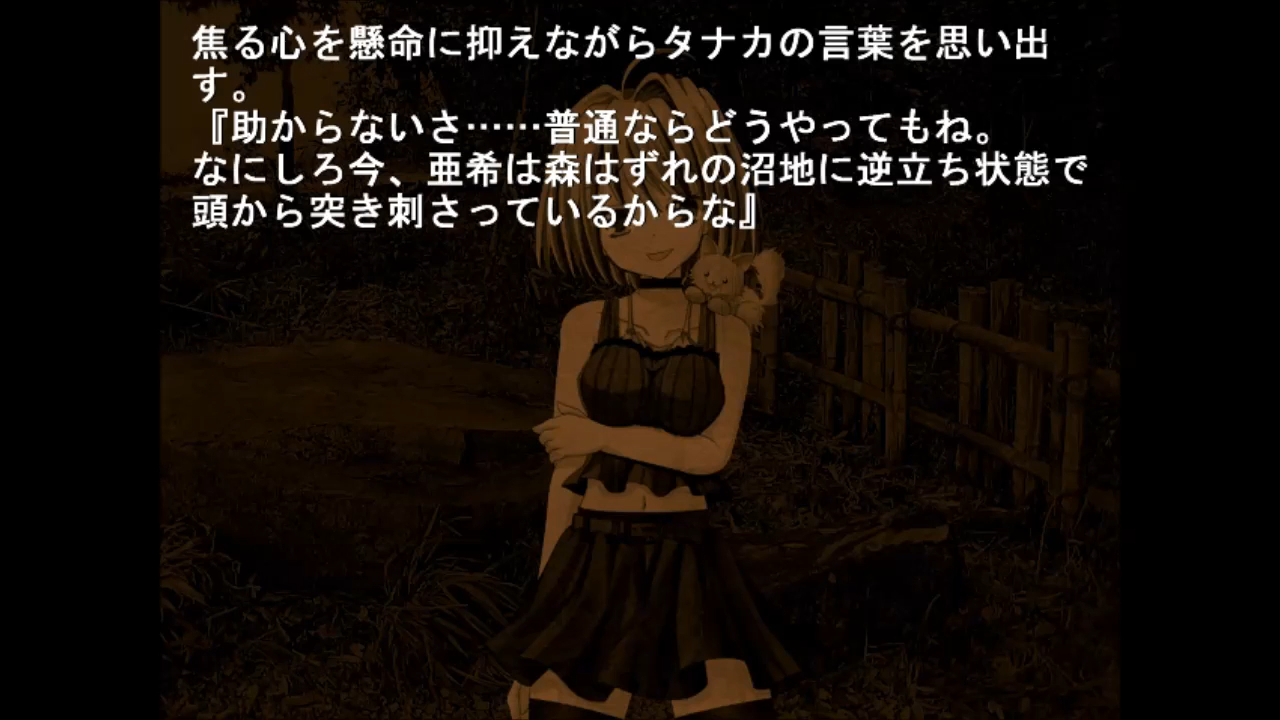 焦る心を懸命に抑えながらタナカの言葉を思い出
す。
『助からないさ……普通ならどうやってもね。
なにしろ今、亜希は森はずれの沼地に逆立ち状態で
頭から突き刺さっているからな』